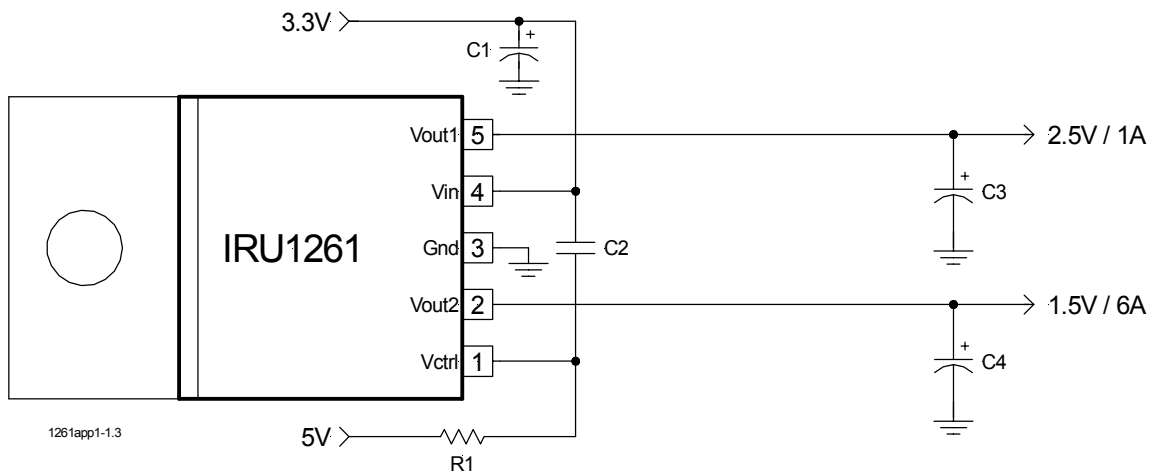 3.3V
C1
+
Vout1 5
2.5V / 1A
+
C3
Vin 4
IRU1261
Gnd 3
C2
Vout2 2
1.5V / 6A
+
C4
Vctrl 1
1261app1-1.3
5V
R1